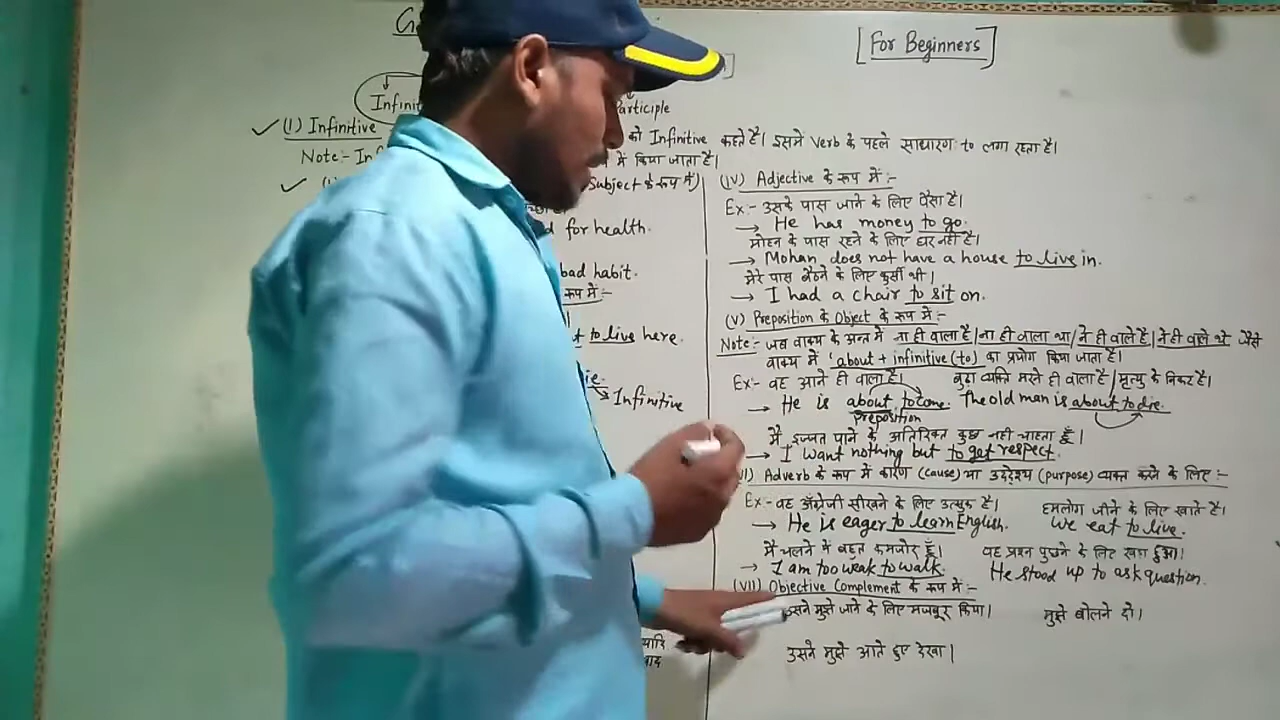 [For Beginners]
Infini
Participle
✓ (1) Infinitive को Infinitive कहते है। इसमें Verb के पहले साधारण to लगा रहता है।
Note:- Inf में किया जाता है।
Subject के रूप में)
d for health.
bad habit.
के रूप में:-
to live here.
Infinitive
(IV) Adjective के रूप में :-
Ex:- उसके पास जाने के लिए पैसा है।
→ He has money to go.
मोहन के पास रहने के लिए घर नहीं है।
→ Mohan does not have a house to live in.
मेरे पास बैठने के लिए कुर्सी थी।
→ I had a chair to sit on.
(V) Preposition के Object के रूप में :-
Note:- जब वाक्य के अन्त में ना ही वाला है/ना ही वाला था/ने ही वाले है/ने ही वाले थे जैसे
वाक्य में 'about + infinitive (to) का प्रयोग किया जाता है।
Ex:- वह आने ही वाला है। बुढ़ा व्यक्ति मरने ही वाला है/मृत्यु के निकट है।
→ He is about to come. The old man is about to die.
Preposition
मैं इज्जत पाने के अतिरिक्त कुछ नहीं चाहता हूँ।
→ I want nothing but to get respect.
(VI) Adverb के रूप में कारण (cause) या उद्देश्य (purpose) व्यक्त करने के लिए:-
Ex:- वह अँग्रेजी सीखने के लिए उत्सुक है। हमलोग जीने के लिए खाते है।
→ He is eager to learn English. We eat to live.
मैं चलने में बहुत कमजोर हूँ। वह प्रश्न पुछने के लिए खड़ा हुआ।
→ I am too weak to walk. He stood up to ask question.
(VII) Objective Complement के रूप में :-
उसने मुझे जाने के लिए मजबूर किया। मुझे बोलने दो।
उसने मुझे आते हुए देखा।